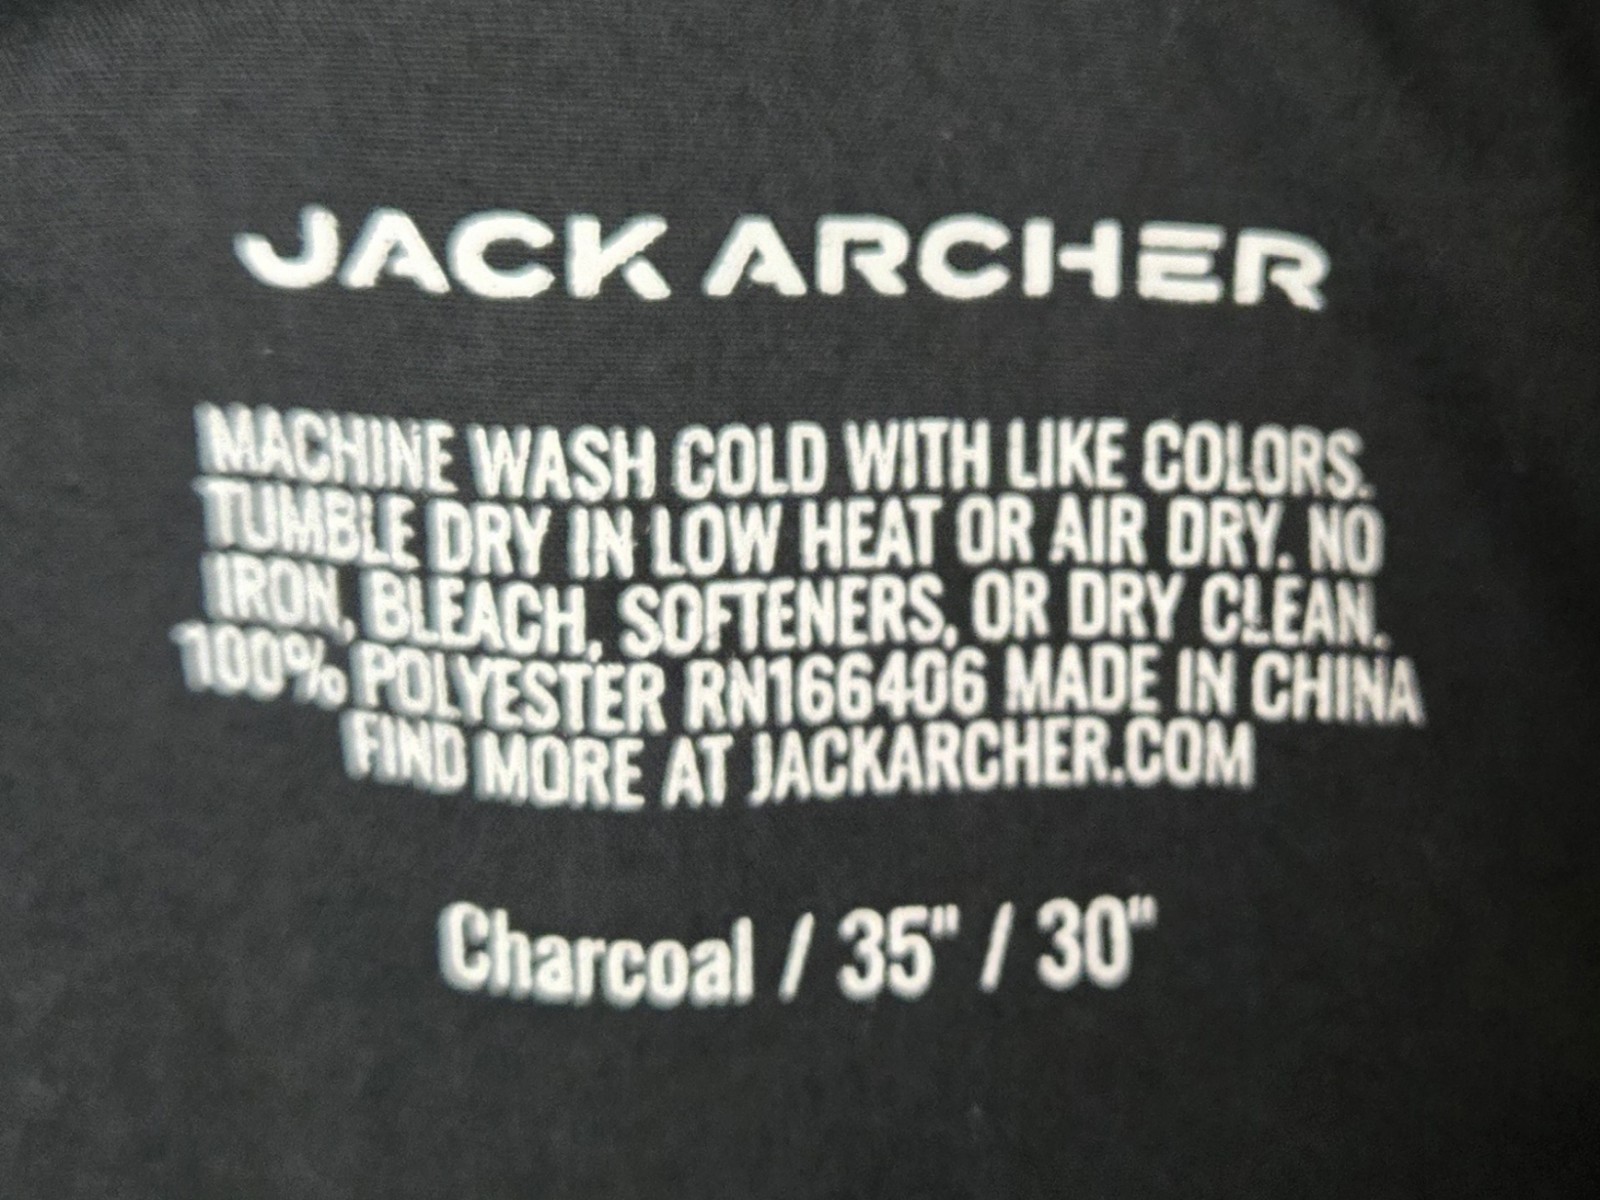 JACK ARCHER
MACHINE WASH COLD WITH LIKE COLORS.
TUMBLE DRY IN LOW HEAT OR AIR DRY. NO
IRON, BLEACH, SOFTENERS, OR DRY CLEAN.
100% POLYESTER RN166406 MADE IN CHINA
FIND MORE AT JACKARCHER.COM
Charcoal / 35" / 30"